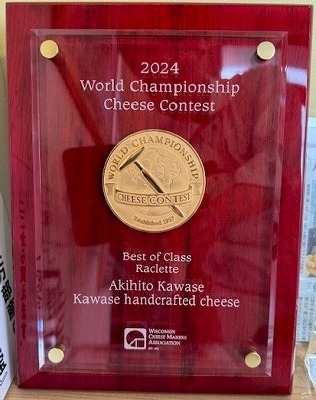 2024
World Championship
Cheese Contest
WORLD CHAMPIONSHIP
CHEESE CONTEST
Established 1957
Best of Class
Raclette
Akihito Kawase
Kawase handcrafted cheese
WISCONSIN
CHEESE MAKERS
ASSOCIATION